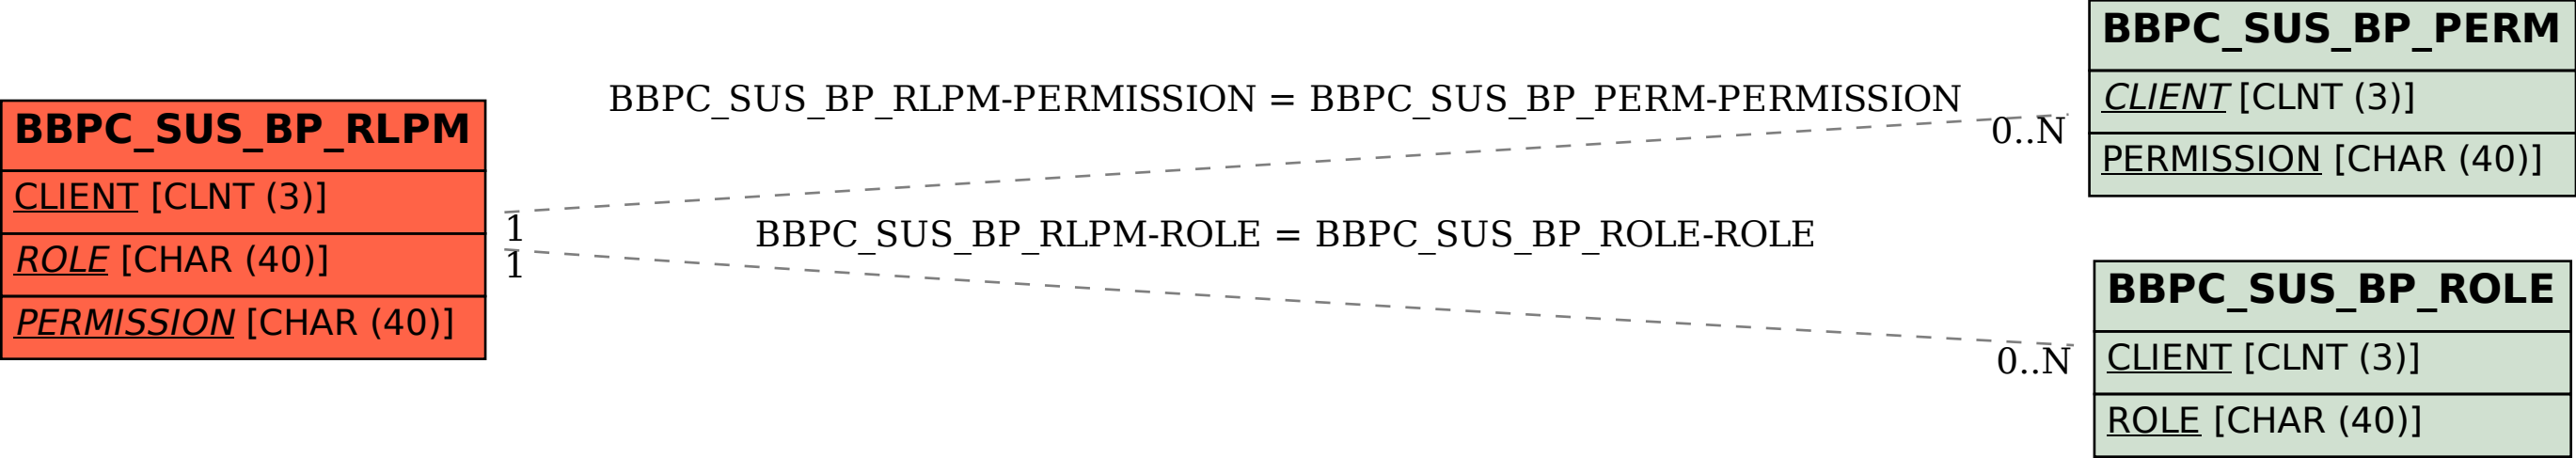 BBPC_SUS_BP_RLPM
CLIENT [CLNT (3)]
ROLE [CHAR (40)]
PERMISSION [CHAR (40)]
BBPC_SUS_BP_RLPM-PERMISSION = BBPC_SUS_BP_PERM-PERMISSION
0..N
1
BBPC_SUS_BP_RLPM-ROLE = BBPC_SUS_BP_ROLE-ROLE
1
0..N
BBPC_SUS_BP_PERM
CLIENT [CLNT (3)]
PERMISSION [CHAR (40)]
BBPC_SUS_BP_ROLE
CLIENT [CLNT (3)]
ROLE [CHAR (40)]